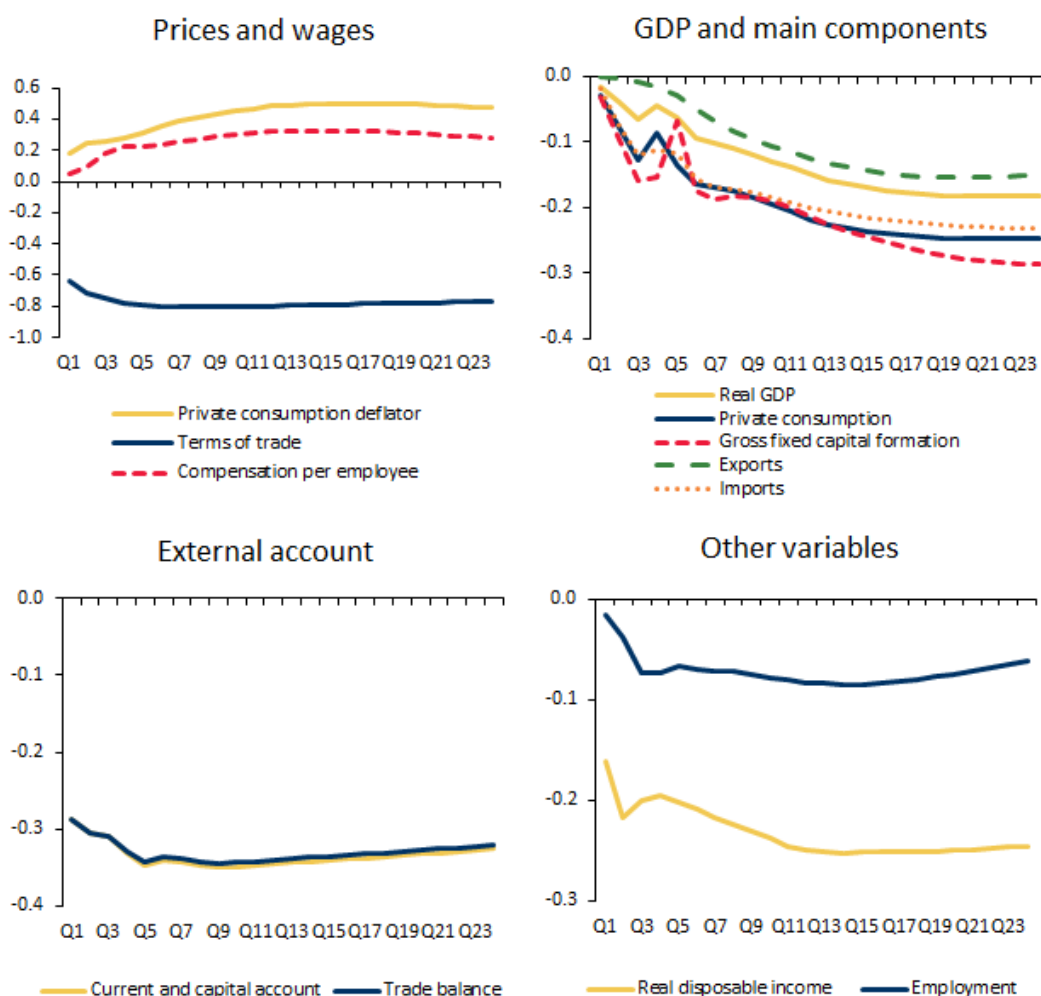 Prices and wages
0.6
0.4
0.2
0.0
-0.2
-0.4
-0.6
-0.8
-1.0
Q1 Q3 Q5 Q7 Q9 Q11 Q13 Q15 Q17 Q19 Q21 Q23
Private consumption deflator
Terms of trade
Compensation per employee
GDP and main components
0.0
-0.1
-0.2
-0.3
-0.4
Q1 Q3 Q5 Q7 Q9 Q11 Q13 Q15 Q17 Q19 Q21 Q23
Real GDP
Private consumption
Gross fixed capital formation
Exports
Imports
External account
0.0
-0.1
-0.2
-0.3
-0.4
Q1 Q3 Q5 Q7 Q9 Q11 Q13 Q15 Q17 Q19 Q21 Q23
Current and capital account Trade balance
Other variables
0.0
-0.1
-0.2
-0.3
Q1 Q3 Q5 Q7 Q9 Q11 Q13 Q15 Q17 Q19 Q21 Q23
Real disposable income Employment